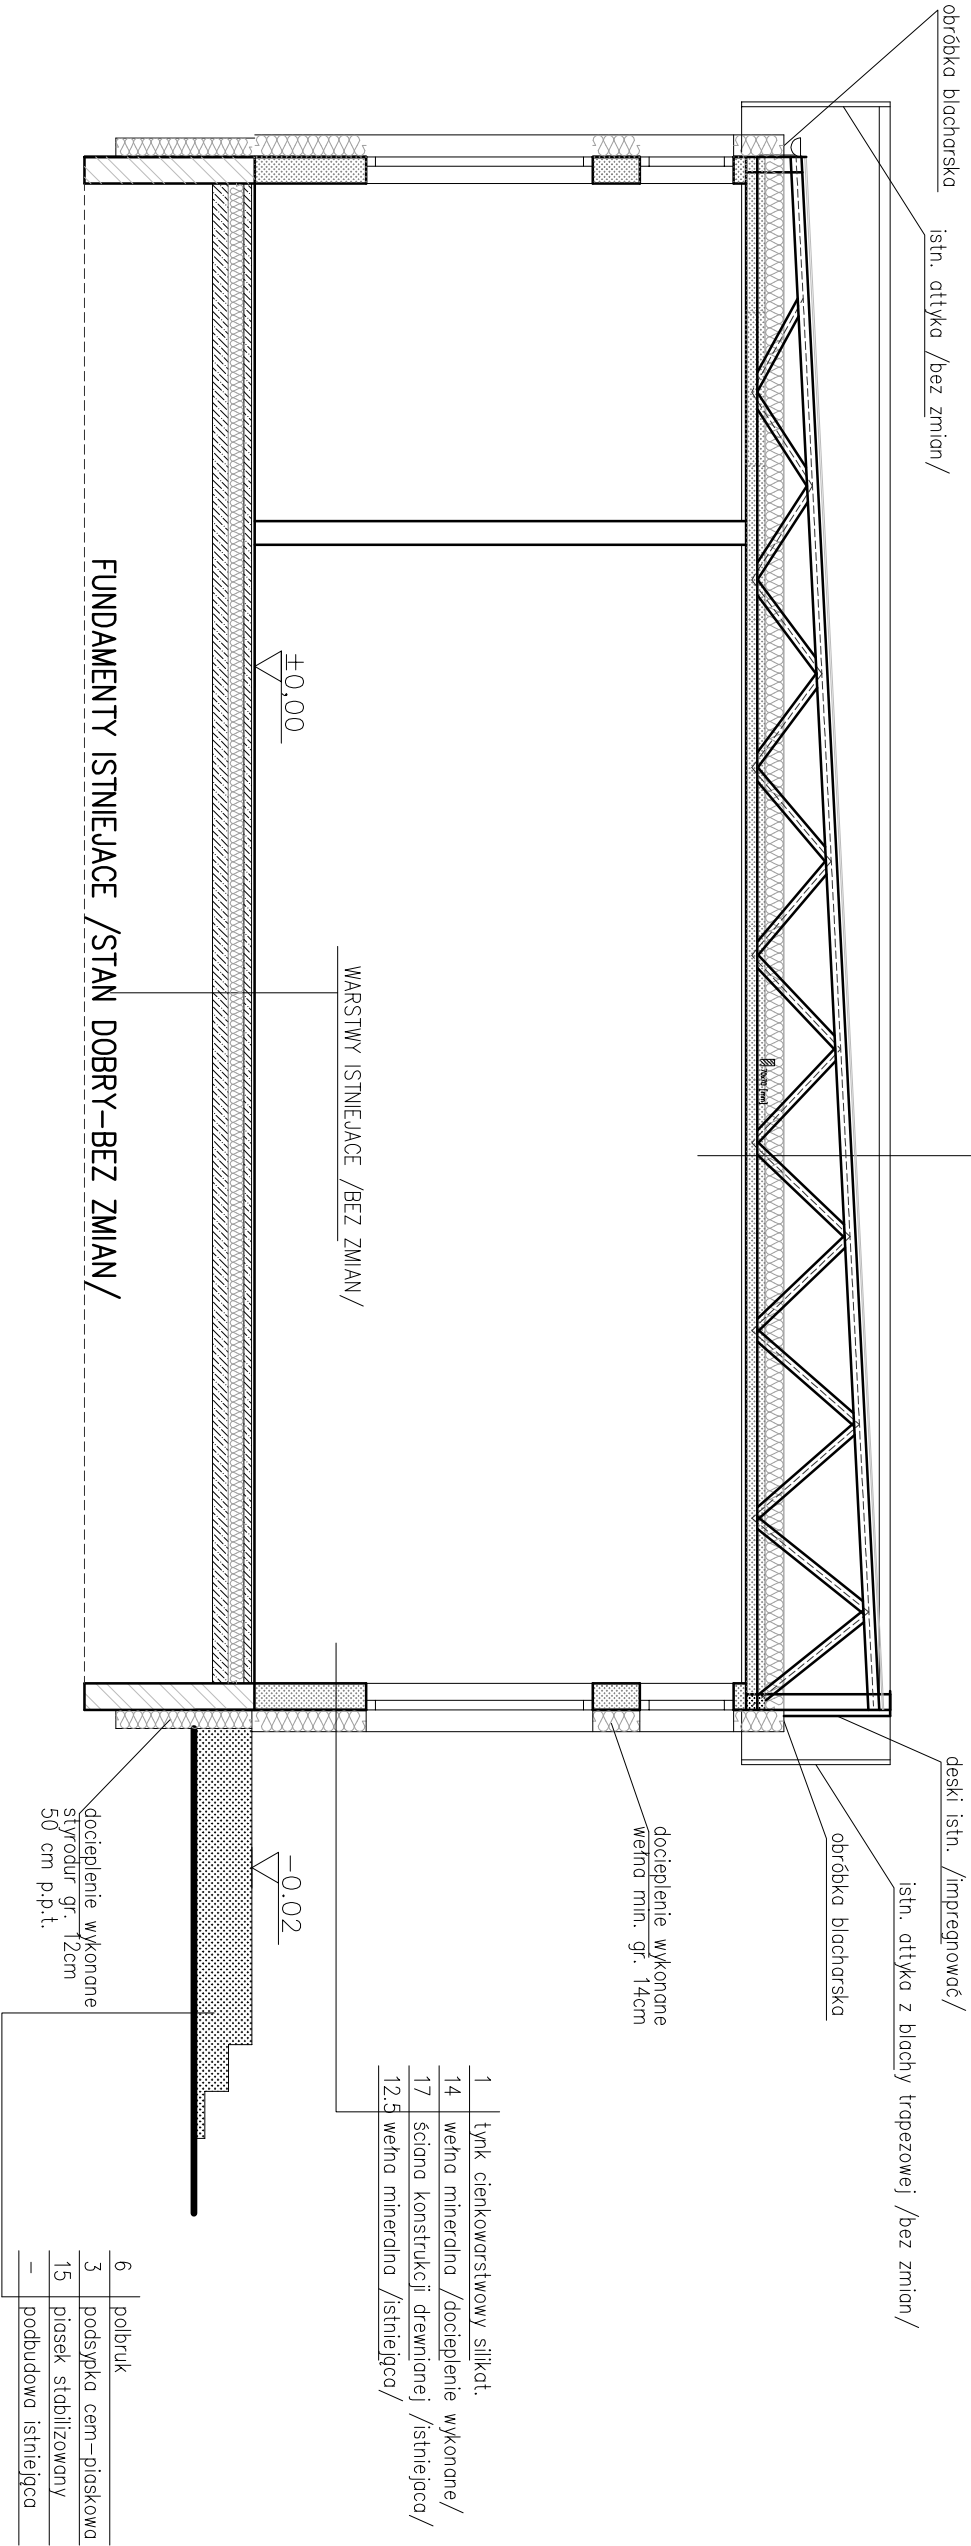 obróbka blacharska
istn. attyka /bez zmian/
deski istn. /impregnować/
istn. attyka z blachy trapezowej /bez zmian/
obróbka blacharska
docieplenie wykonane
wełna min. gr. 14cm
1 tynk cienkowarstwowy silikat.
14 wełna mineralna /docieplenie wykonane/
17 ściana konstrukcji drewnianej /istniejaca/
12.5 wełna mineralna /istniejąca/
WARSTWY ISTNIEJACE /BEZ ZMIAN/
±0,00
-0.02
FUNDAMENTY ISTNIEJACE /STAN DOBRY-BEZ ZMIAN/
docieplenie wykonane
styrodur gr. 12cm
50 cm p.p.t.
6 polbruk
3 podsypka cem-piaskowa
15 piasek stabilizowany
- podbudowa istniejąca